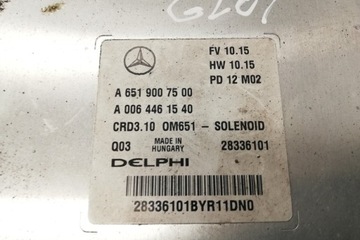 FV 10.15
HW 10.15
PD 12 M02
A 651 900 75 00
A 006 446 15 40
CRD3.10 OM651 - SOLENOID
Q03 MADE IN HUNGARY 28336101
DELPHI
28336101BYR11DN0